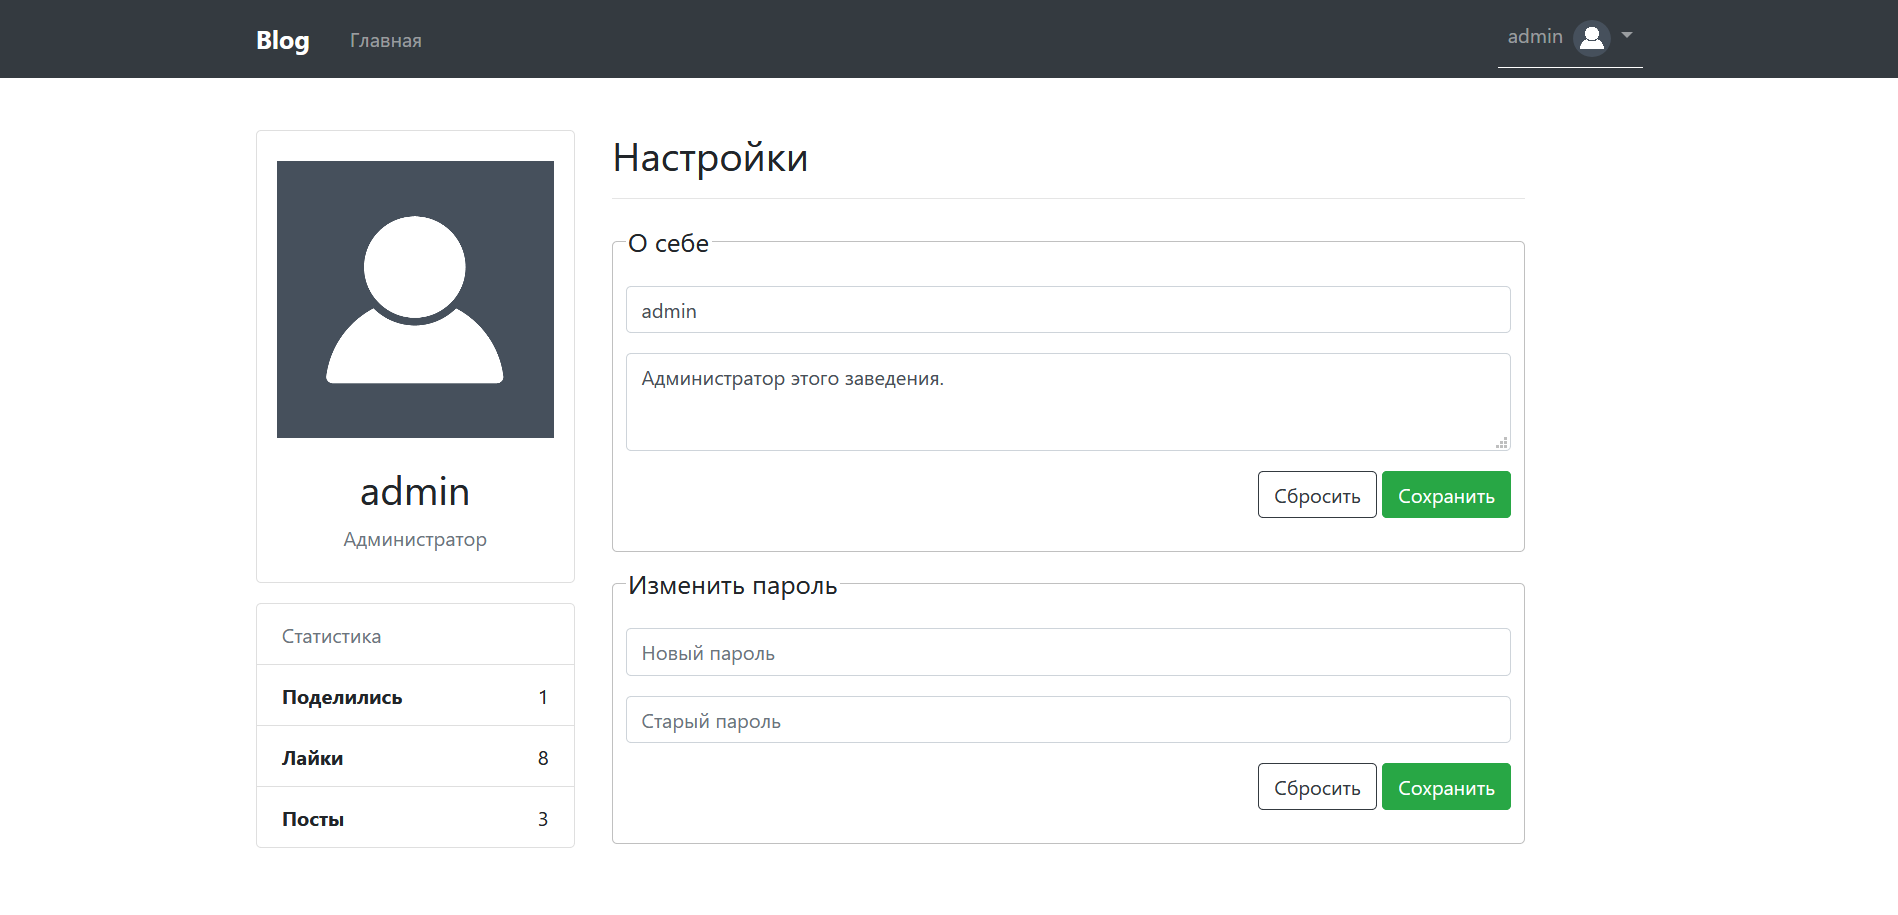 Blog Главная admin
admin
Администратор
Статистика
Поделились 1
Лайки 8
Посты 3
Настройки
О себе
admin
Администратор этого заведения.
Сбросить Сохранить
Изменить пароль
Новый пароль
Старый пароль
Сбросить Сохранить